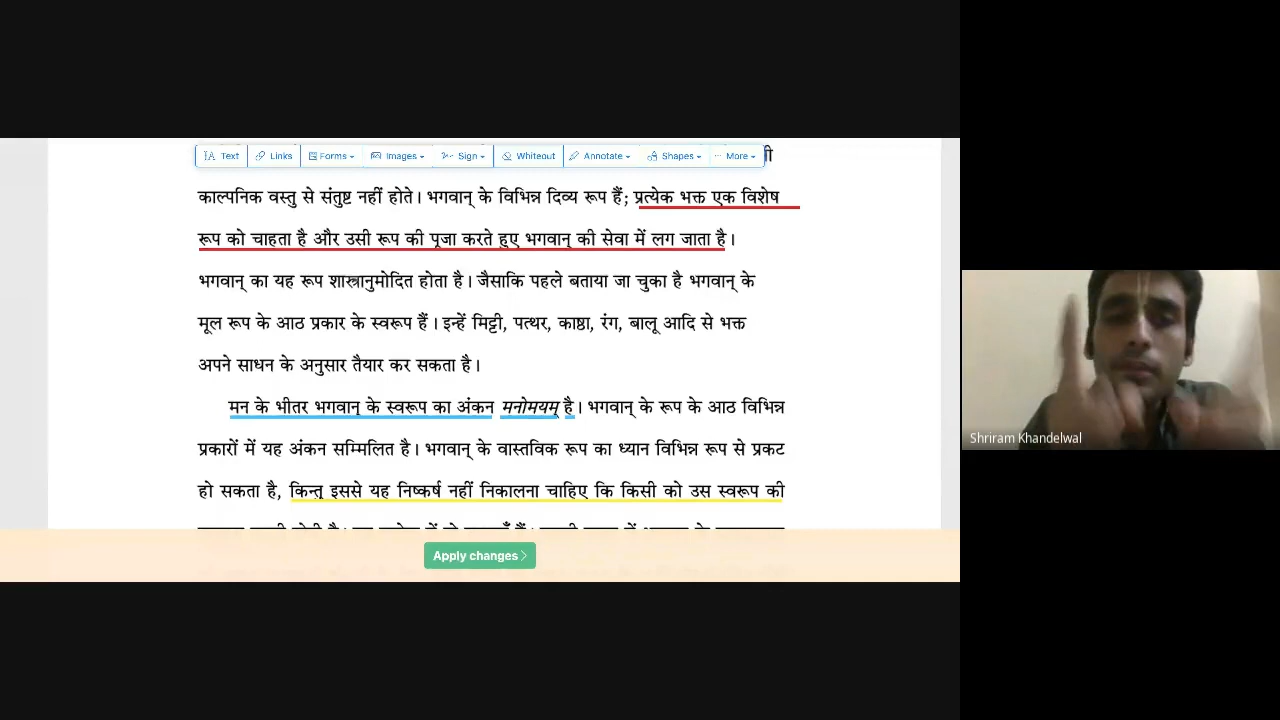 Text Links Forms Images Sign Whiteout Annotate Shapes More
काल्पनिक वस्तु से संतुष्ट नहीं होते। भगवान् के विभिन्न दिव्य रूप हैं; प्रत्येक भक्त एक विशेष
रूप को चाहता है और उसी रूप की पूजा करते हुए भगवान् की सेवा में लग जाता है।
भगवान् का यह रूप शास्त्रानुमोदित होता है। जैसाकि पहले बताया जा चुका है भगवान् के
मूल रूप के आठ प्रकार के स्वरूप हैं। इन्हें मिट्टी, पत्थर, काष्ठा, रंग, बालू आदि से भक्त
अपने साधन के अनुसार तैयार कर सकता है।
मन के भीतर भगवान् के स्वरूप का अंकन मनोमयम् है। भगवान् के रूप के आठ विभिन्न
प्रकारों में यह अंकन सम्मिलित है। भगवान् के वास्तविक रूप का ध्यान विभिन्न रूप से प्रकट
हो सकता है, किन्तु इससे यह निष्कर्ष नहीं निकालना चाहिए कि किसी को उस स्वरूप की
Apply changes
Shriram Khandelwal